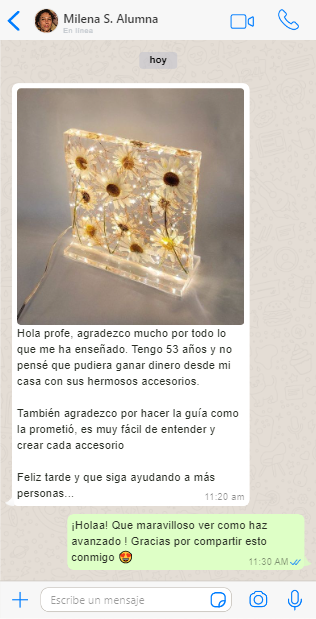 Milena S. Alumna
En línea
hoy
Hola profe, agradezco mucho por todo lo
que me ha enseñado. Tengo 53 años y no
pensé que pudiera ganar dinero desde mi
casa con sus hermosos accesorios.
También agradezco por hacer la guía como
la prometió, es muy fácil de entender y
crear cada accesorio
Feliz tarde y que siga ayudando a más
personas...
11:20 am
¡Holaa! Que maravilloso ver como haz
avanzado ! Gracias por compartir esto
conmigo 🤩
11:30 AM
Escribe un mensaje